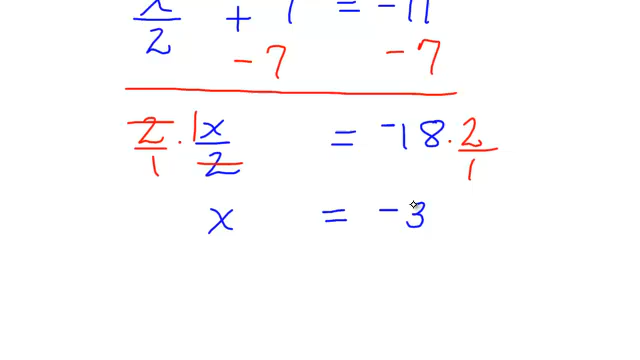 x/2 + 7 = -11
-7 -7
2/1 · 1x/2 = -18 · 2/1
x = -3